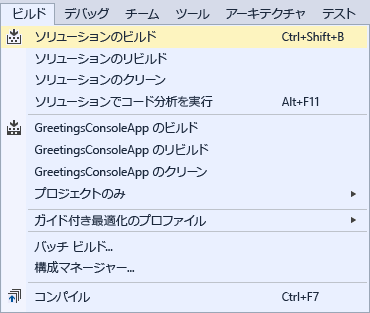 ビルド デバッグ チーム ツール アーキテクチャ テスト
ソリューションのビルド Ctrl+Shift+B
ソリューションのリビルド
ソリューションのクリーン
ソリューションでコード分析を実行 Alt+F11
GreetingsConsoleApp のビルド
GreetingsConsoleApp のリビルド
GreetingsConsoleApp のクリーン
プロジェクトのみ
ガイド付き最適化のプロファイル
バッチ ビルド...
構成マネージャー...
コンパイル Ctrl+F7